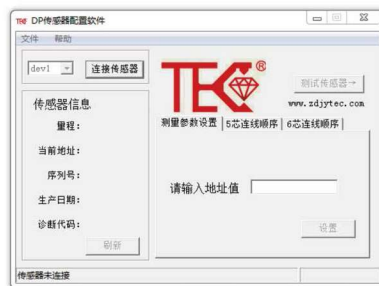 TEC DP传感器配置软件
文件 帮助
dev1 连接传感器
TEC®
测试传感器→
www.zdjytec.com
传感器信息
量程：
当前地址：
序列号：
生产日期：
诊断代码：
刷新
测量参数设置 5芯连线顺序 6芯连线顺序
请输入地址值
设置
传感器未连接